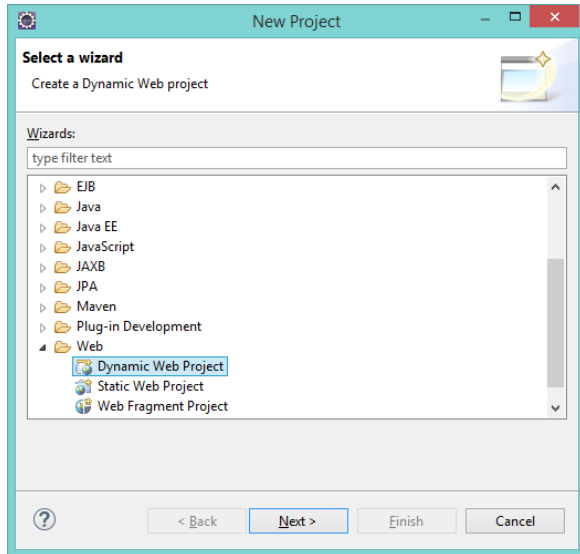 New Project
Select a wizard
Create a Dynamic Web project
Wizards:
type filter text
EJB
Java
Java EE
JavaScript
JAXB
JPA
Maven
Plug-in Development
Web
Dynamic Web Project
Static Web Project
Web Fragment Project
< Back Next > Finish Cancel